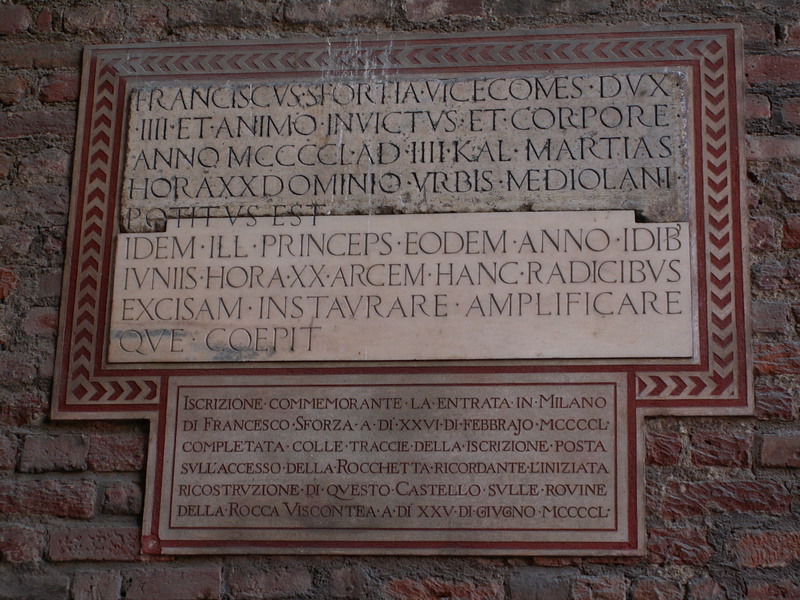 FRANCISCVS·SFORTIA·VICECOMES·DVX
·IIII·ET·ANIMO·INVICTVS·ET·CORPORE·
ANNO MCCCCL·AD·IIII·KAL·MARTIAS
HORA XX DOMINIO·VRBIS·MEDIOLANI
POTITVS·EST
IDEM·ILL·PRINCEPS·EODEM·ANNO·IDIB'
IVNIIS·HORA·XX·ARCEM·HANC·RADICIBVS
EXCISAM·INSTAVRARE·AMPLIFICARE
QVE·COEPIT
ISCRIZIONE·COMMEMORANTE·LA·ENTRATA·IN·MILANO
DI·FRANCESCO·SFORZA·A·DÌ·XXVI·DI·FEBBRAJO·MCCCCL·
COMPLETATA·COLLE·TRACCIE·DELLA·ISCRIZIONE·POSTA
SVLL'ACCESSO·DELLA·ROCCHETTA·RICORDANTE·L'INIZIATA
RICOSTRVZIONE·DI·QVESTO·CASTELLO·SVLLE·ROVINE
DELLA·ROCCA·VISCONTEA·A·DÌ·XXV·DI·GIVGNO·MCCCCL·